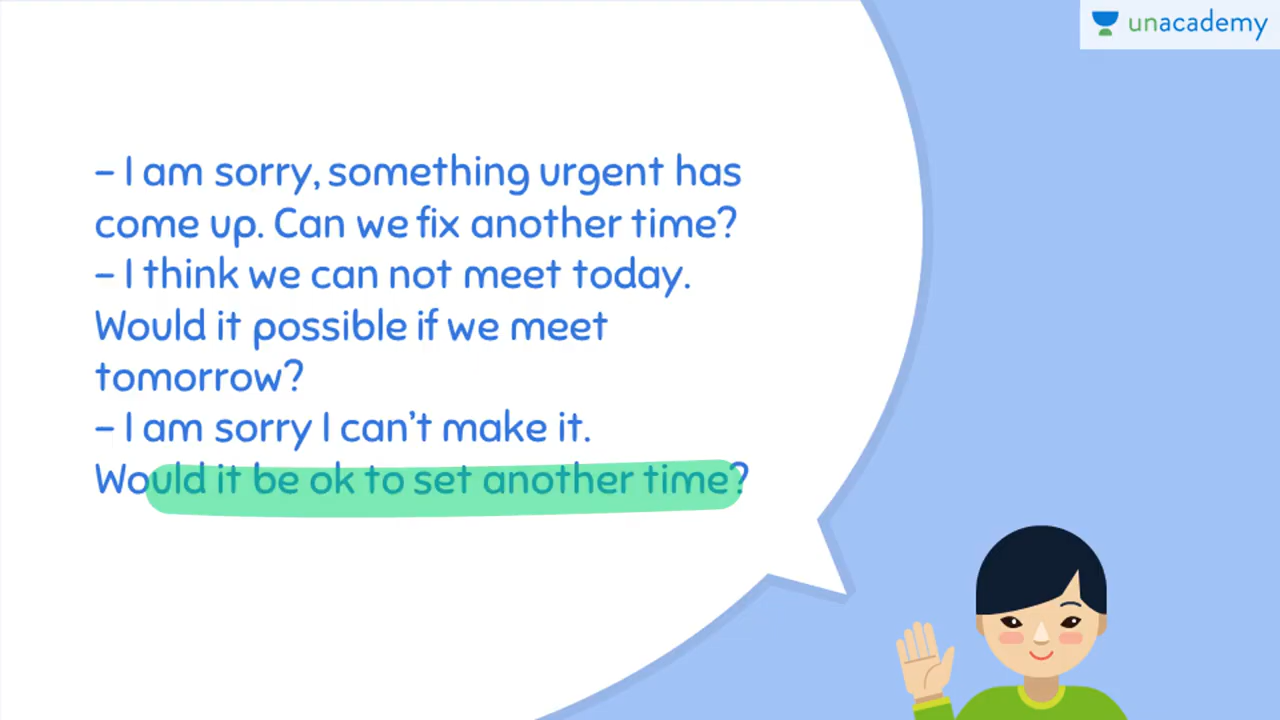 unacademy
– I am sorry, something urgent has
come up. Can we fix another time?
– I think we can not meet today.
Would it possible if we meet
tomorrow?
– I am sorry I can't make it.
Would it be ok to set another time?